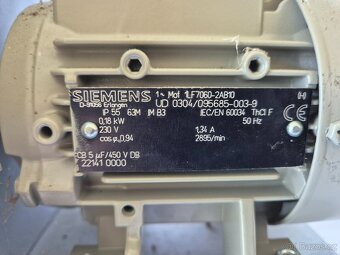 SIEMENS 1~ Mot 1LF7060-2AB10
D-91056 Erlangen UD 0304/095685-003-9
IP 55 63M IM B3 IEC/EN 60034 ThCl F
0,18 kW 50 Hz
230 V 1,34 A
cos φ 0,94 2895/min
CB 5 µF/450 V DB
22141 0000